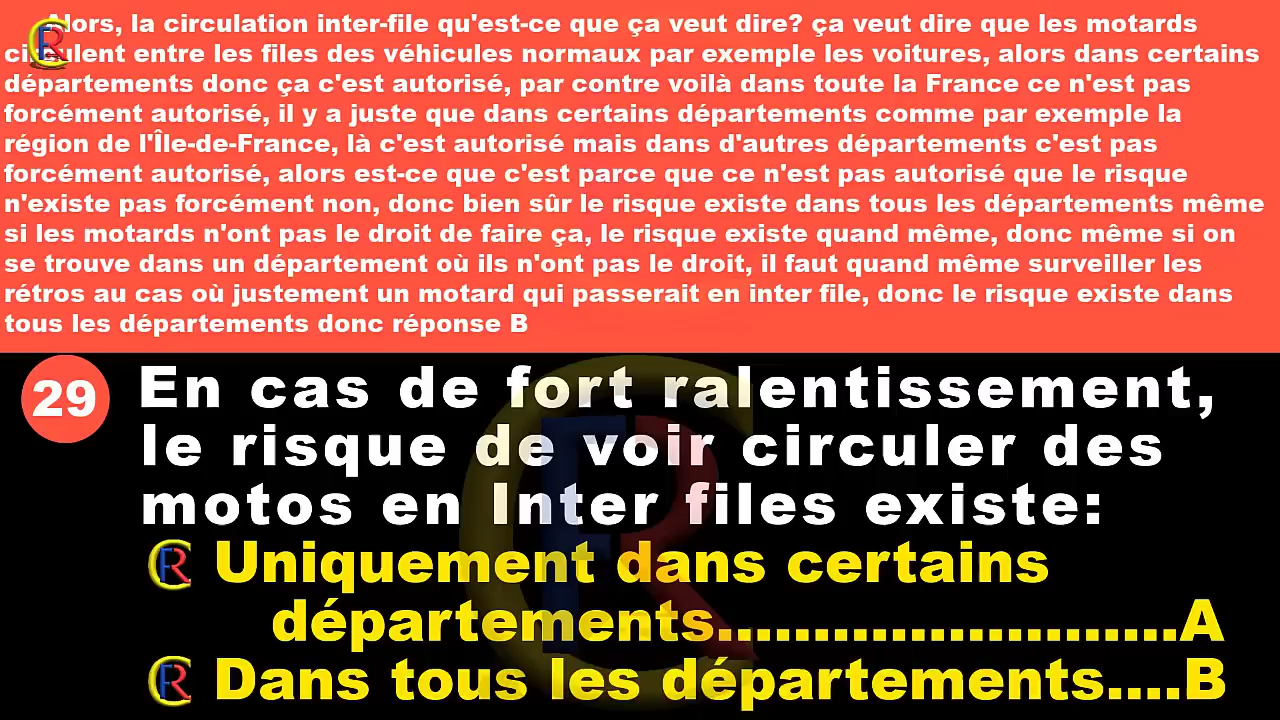 Alors, la circulation inter-file qu'est-ce que ça veut dire? ça veut dire que les motards
circulent entre les files des véhicules normaux par exemple les voitures, alors dans certains
départements donc ça c'est autorisé, par contre voilà dans toute la France ce n'est pas
forcément autorisé, il y a juste que dans certains départements comme par exemple la
région de l'Île-de-France, là c'est autorisé mais dans d'autres départements c'est pas
forcément autorisé, alors est-ce que c'est parce que ce n'est pas autorisé que le risque
n'existe pas forcément non, donc bien sûr le risque existe dans tous les départements même
si les motards n'ont pas le droit de faire ça, le risque existe quand même, donc même si on
se trouve dans un département où ils n'ont pas le droit, il faut quand même surveiller les
rétros au cas où justement un motard qui passerait en inter file, donc le risque existe dans
tous les départements donc réponse B
29 En cas de fort ralentissement,
le risque de voir circuler des
motos en Inter files existe:
Uniquement dans certains
départements.......................A
Dans tous les départements....B